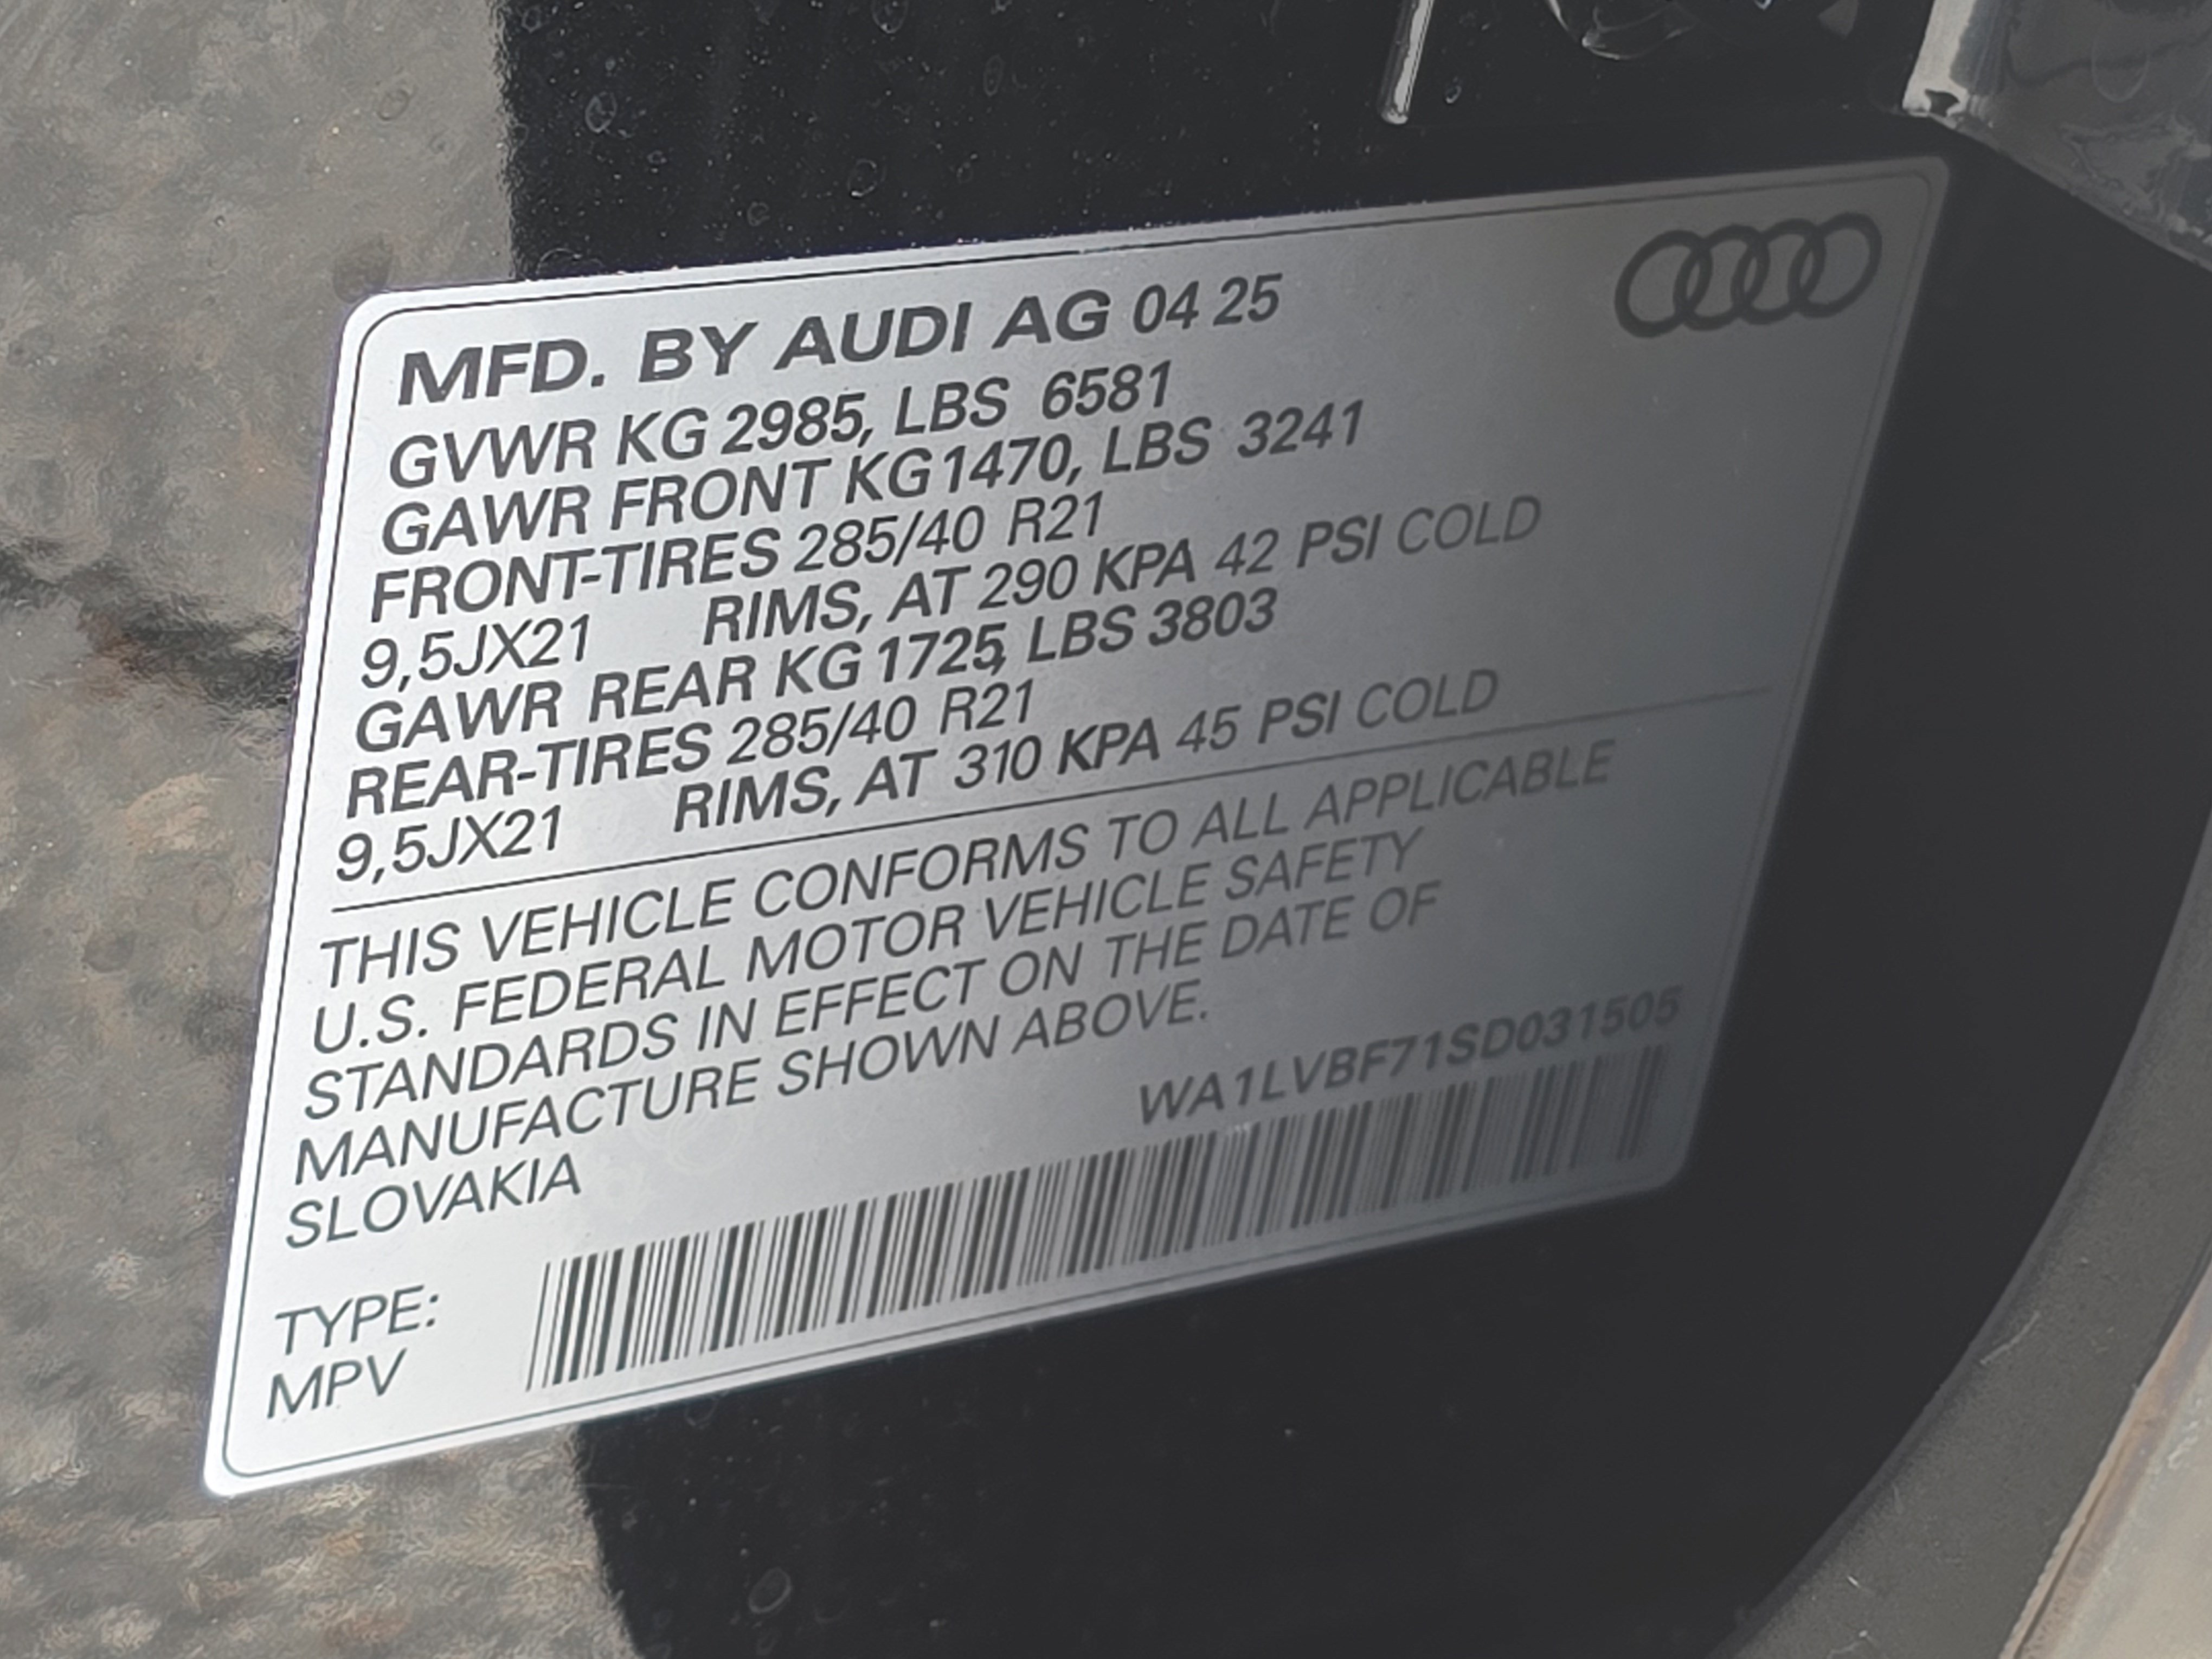 MFD. BY AUDI AG 04 25
GVWR KG 2985, LBS 6581
GAWR FRONT KG 1470, LBS 3241
FRONT-TIRES 285/40 R21
9,5JX21 RIMS, AT 290 KPA 42 PSI COLD
GAWR REAR KG 1725, LBS 3803
REAR-TIRES 285/40 R21
9,5JX21 RIMS, AT 310 KPA 45 PSI COLD
THIS VEHICLE CONFORMS TO ALL APPLICABLE
U.S. FEDERAL MOTOR VEHICLE SAFETY
STANDARDS IN EFFECT ON THE DATE OF
MANUFACTURE SHOWN ABOVE.
SLOVAKIA
WA1LVBF71SD031505
TYPE:
MPV